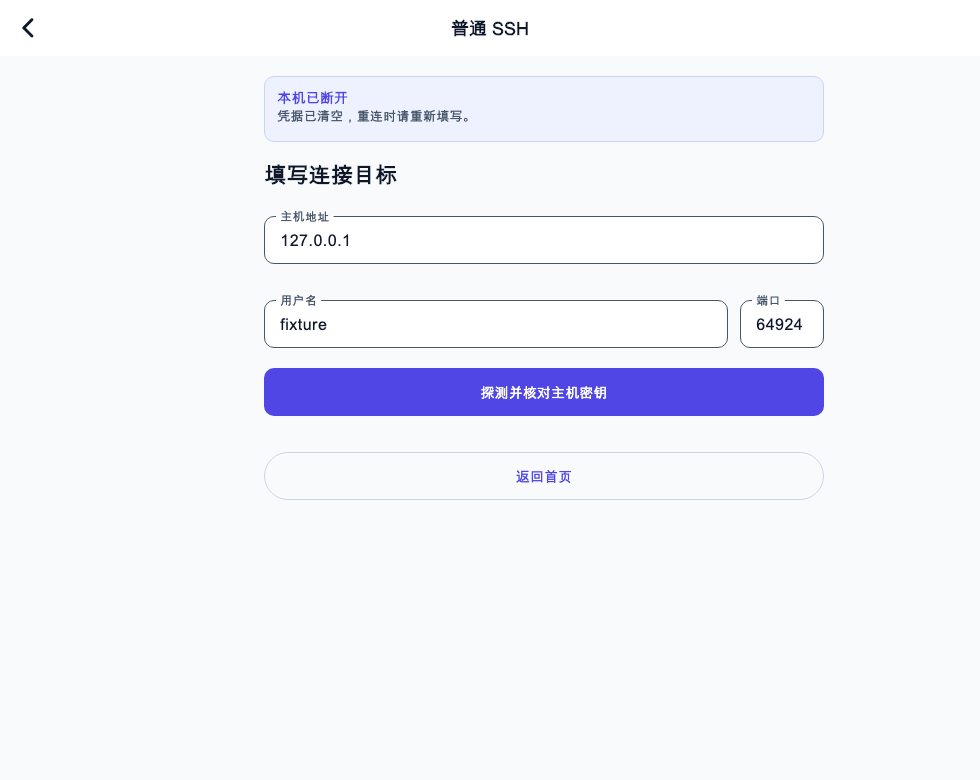 普通 SSH
本机已断开
凭据已清空，重连时请重新填写。
填写连接目标
主机地址
127.0.0.1
用户名
fixture
端口
64924
探测并核对主机密钥
返回首页